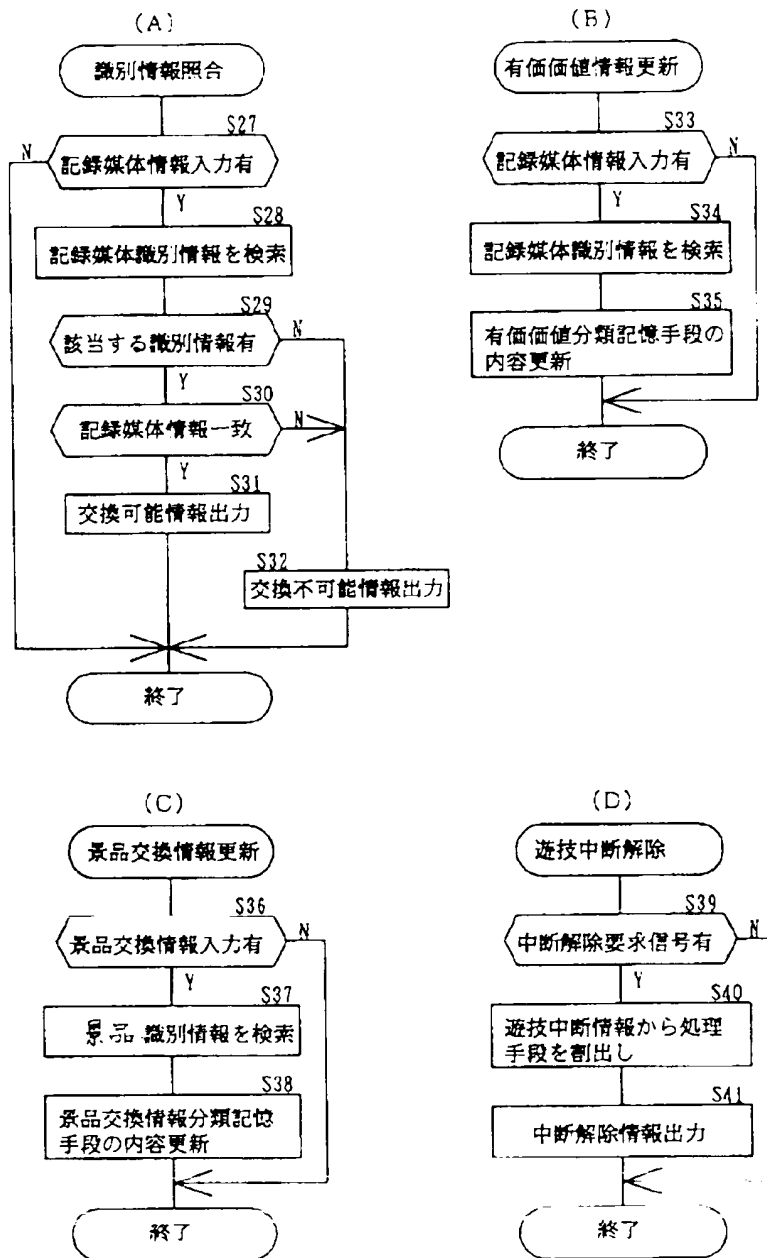 (A)
識別情報照合
S27
N
記録媒体情報入力有
Y
S28
記録媒体識別情報を検索
S29
該当する識別情報有
N
Y
S30
記録媒体情報一致
N
Y
S31
交換可能情報出力
S32
交換不可能情報出力
終了
(B)
有価価値情報更新
S33
記録媒体情報入力有
N
Y
S34
記録媒体識別情報を検索
S35
有価価値分類記憶手段の
内容更新
終了
(C)
景品交換情報更新
S36
景品交換情報入力有
N
Y
S37
景品識別情報を検索
S38
景品交換情報分類記憶
手段の内容更新
終了
(D)
遊技中断解除
S39
中断解除要求信号有
N
Y
S40
遊技中断情報から処理
手段を割出し
S41
中断解除情報出力
終了